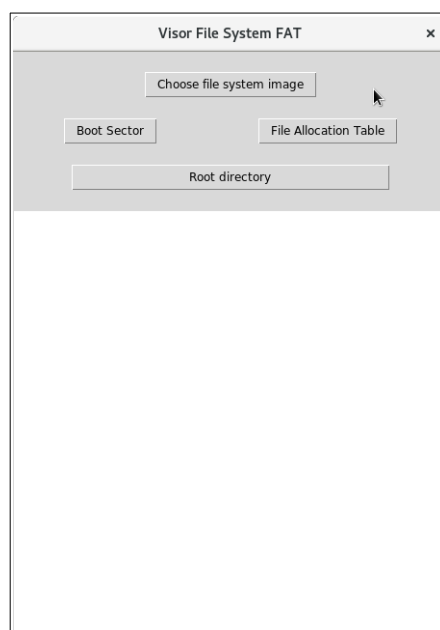 Visor File System FAT ×
Choose file system image
Boot Sector File Allocation Table
Root directory